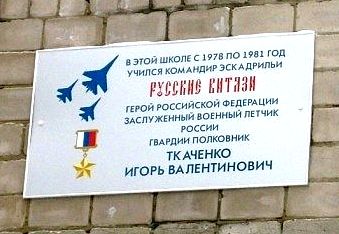 В ЭТОЙ ШКОЛЕ С 1978 ПО 1981 ГОД
УЧИЛСЯ КОМАНДИР ЭСКАДРИЛЬИ
РУССКИЕ ВИТЯЗИ
ГЕРОЙ РОССИЙСКОЙ ФЕДЕРАЦИИ
ЗАСЛУЖЕННЫЙ ВОЕННЫЙ ЛЕТЧИК
РОССИИ
ГВАРДИИ ПОЛКОВНИК
ТКАЧЕНКО
ИГОРЬ ВАЛЕНТИНОВИЧ